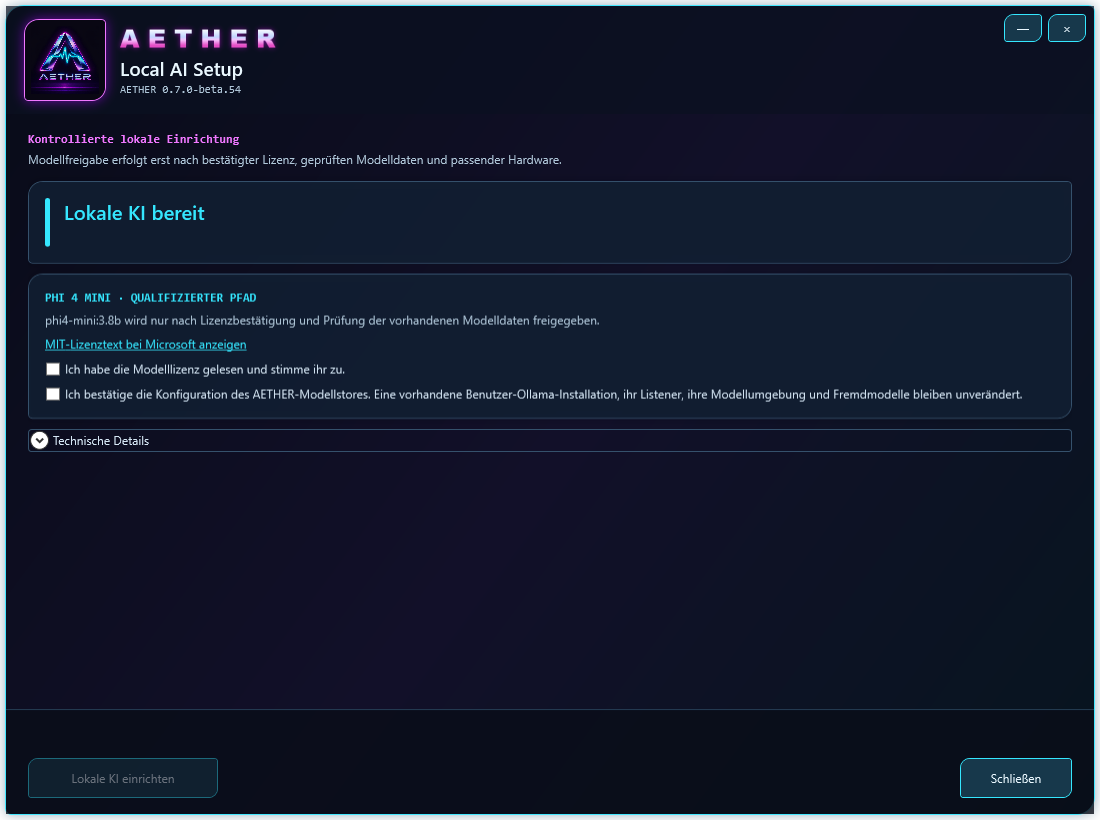 AETHER
AETHER
Local AI Setup
AETHER 0.7.0-beta.54
Kontrollierte lokale Einrichtung
Modellfreigabe erfolgt erst nach bestätigter Lizenz, geprüften Modelldaten und passender Hardware.
Lokale KI bereit
PHI 4 MINI · QUALIFIZIERTER PFAD
phi4-mini:3.8b wird nur nach Lizenzbestätigung und Prüfung der vorhandenen Modelldaten freigegeben.
MIT-Lizenztext bei Microsoft anzeigen
Ich habe die Modelllizenz gelesen und stimme ihr zu.
Ich bestätige die Konfiguration des AETHER-Modellstores. Eine vorhandene Benutzer-Ollama-Installation, ihr Listener, ihre Modellumgebung und Fremdmodelle bleiben unverändert.
Technische Details
Lokale KI einrichten
Schließen